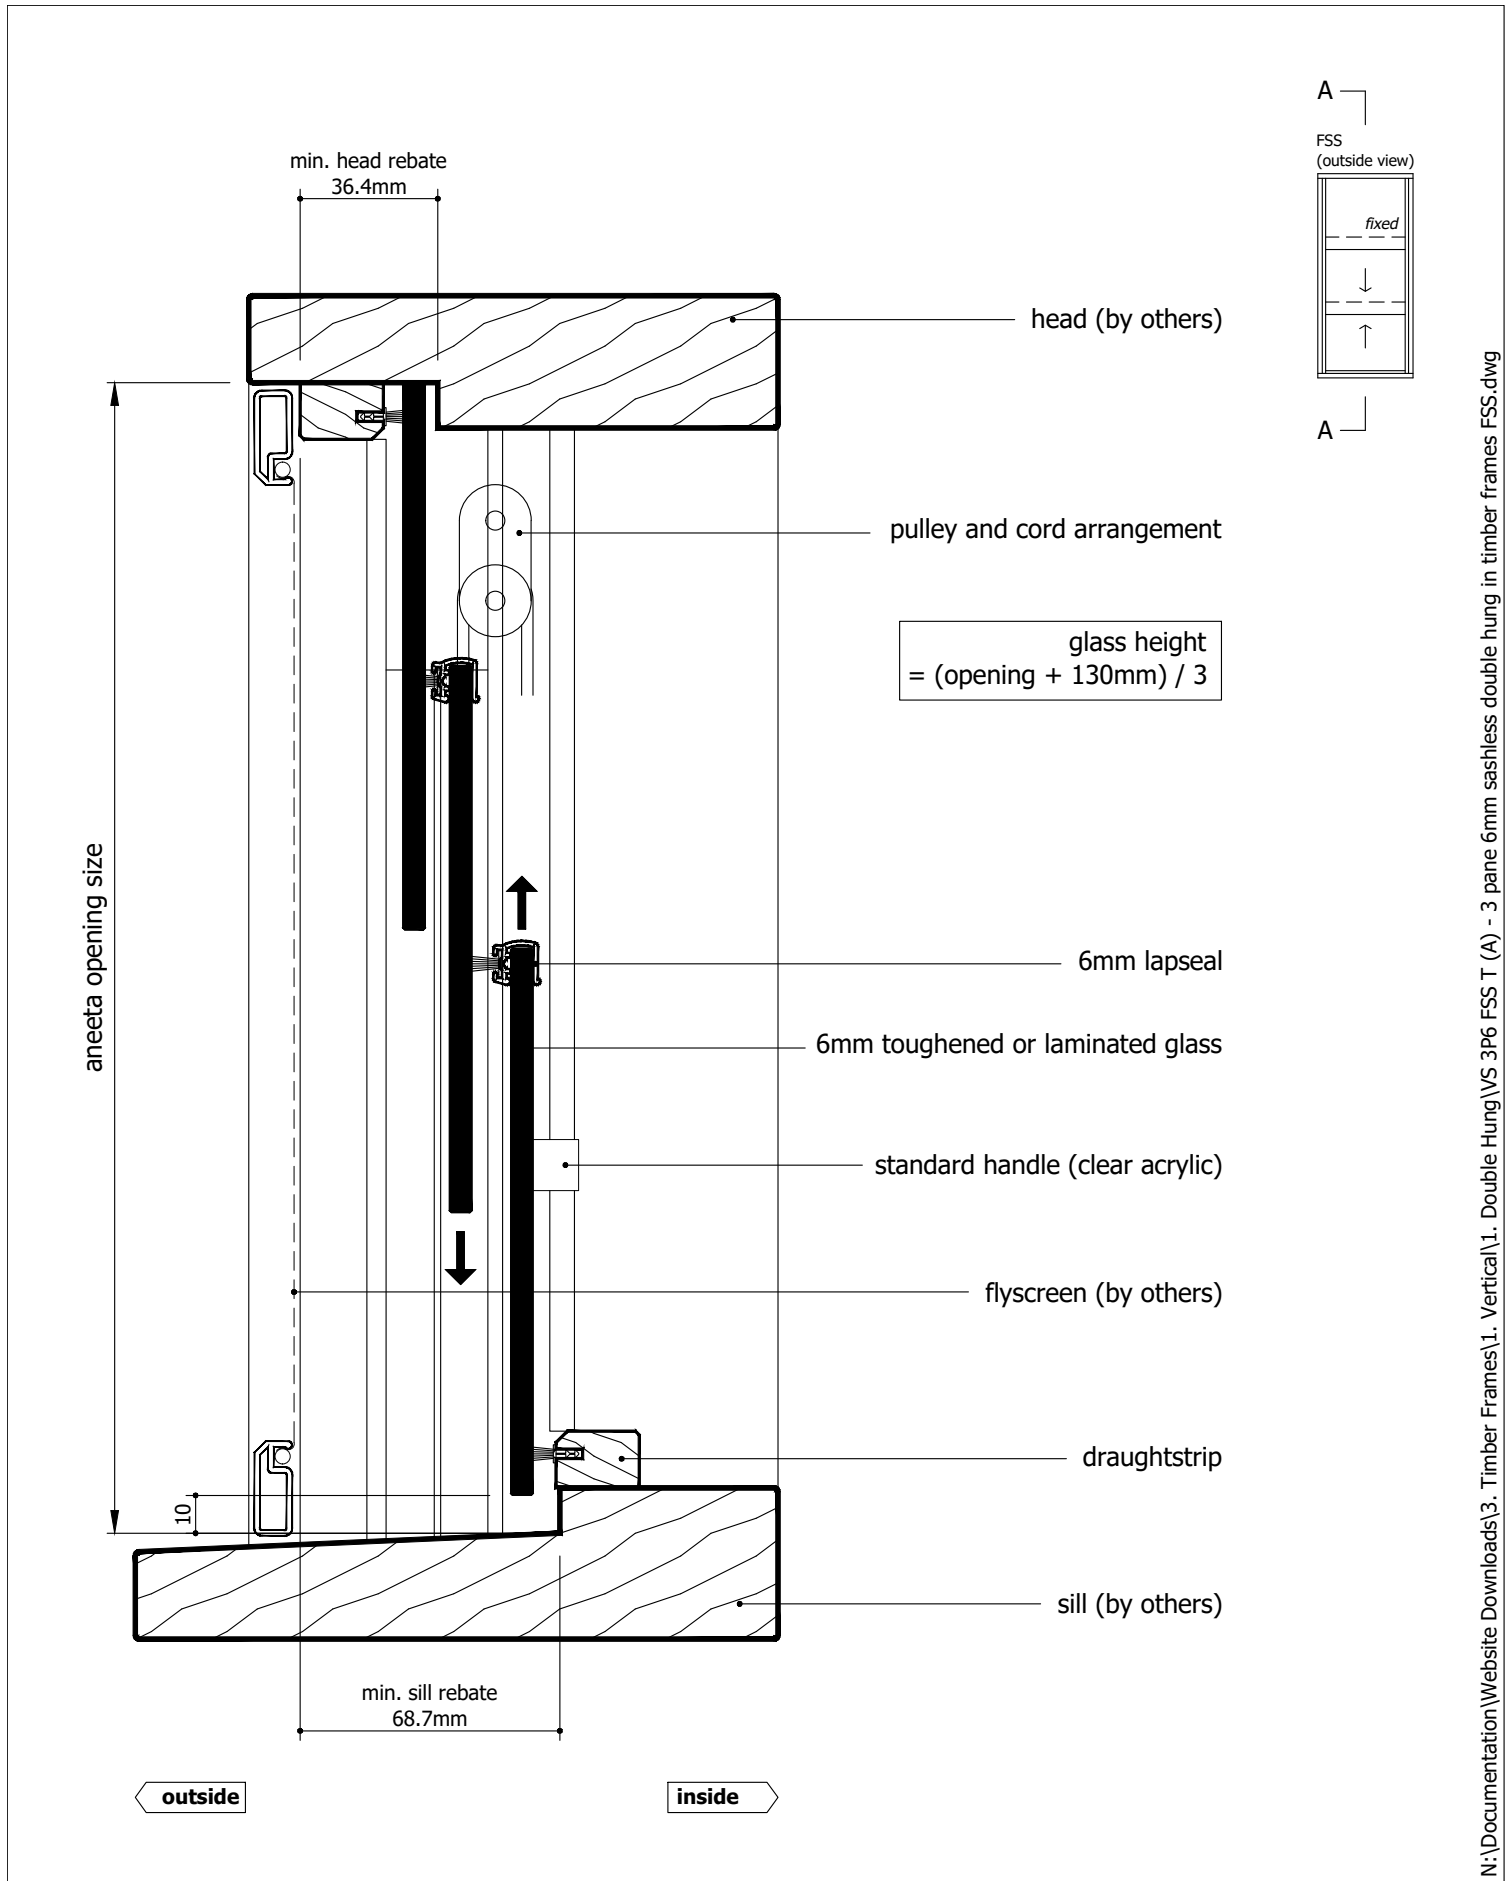 A
FSS
(outside view)
fixed
A
min. head rebate
36.4mm
head (by others)
pulley and cord arrangement
glass height
= (opening + 130mm) / 3
aneeta opening size
6mm lapseal
6mm toughened or laminated glass
standard handle (clear acrylic)
flyscreen (by others)
draughtstrip
10
sill (by others)
min. sill rebate
68.7mm
outside
inside
N:\Documentation\Website Downloads\3. Timber Frames\1. Vertical\1. Double Hung\VS 3P6 FSS T (A) - 3 pane 6mm sashless double hung in timber frames FSS.dwg